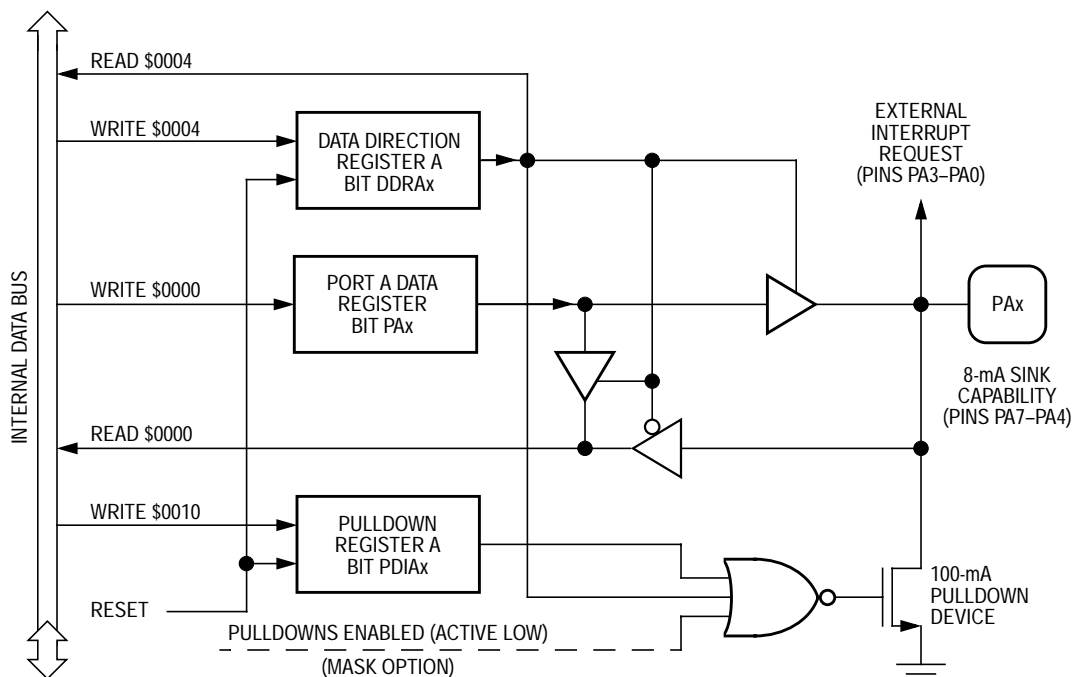 READ $0004
WRITE $0004
DATA DIRECTION
REGISTER A
BIT DDRAx
EXTERNAL
INTERRUPT
REQUEST
(PINS PA3–PA0)
INTERNAL DATA BUS
WRITE $0000
PORT A DATA
REGISTER
BIT PAx
PAx
8-mA SINK
CAPABILITY
(PINS PA7–PA4)
READ $0000
WRITE $0010
PULLDOWN
REGISTER A
BIT PDIAx
100-mA
PULLDOWN
DEVICE
RESET
PULLDOWNS ENABLED (ACTIVE LOW)
(MASK OPTION)